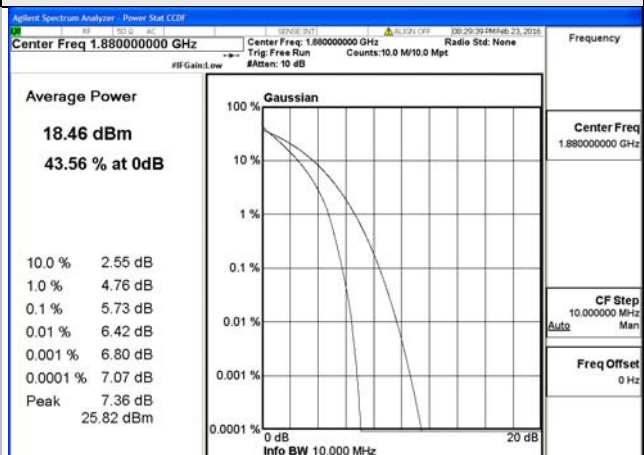 Agilent Spectrum Analyzer - Power Stat CCDF
RF 50 Ω AC SENSE:INT ALIGN OFF 08:29:39 PM Feb 23, 2016
Center Freq 1.880000000 GHz
Center Freq: 1.880000000 GHz Radio Std: None
Trig: Free Run Counts:10.0 M/10.0 Mpt
#IFGain:Low #Atten: 10 dB
Frequency
Average Power
18.46 dBm
43.56 % at 0dB
10.0 % 2.55 dB
1.0 % 4.76 dB
0.1 % 5.73 dB
0.01 % 6.42 dB
0.001 % 6.80 dB
0.0001 % 7.07 dB
Peak 7.36 dB
25.82 dBm
Gaussian
100 %
10 %
1 %
0.1 %
0.01 %
0.001 %
0.0001 %
0 dB 20 dB
Info BW 10.000 MHz
Center Freq
1.880000000 GHz
CF Step
10.000000 MHz
Auto Man
Freq Offset
0 Hz